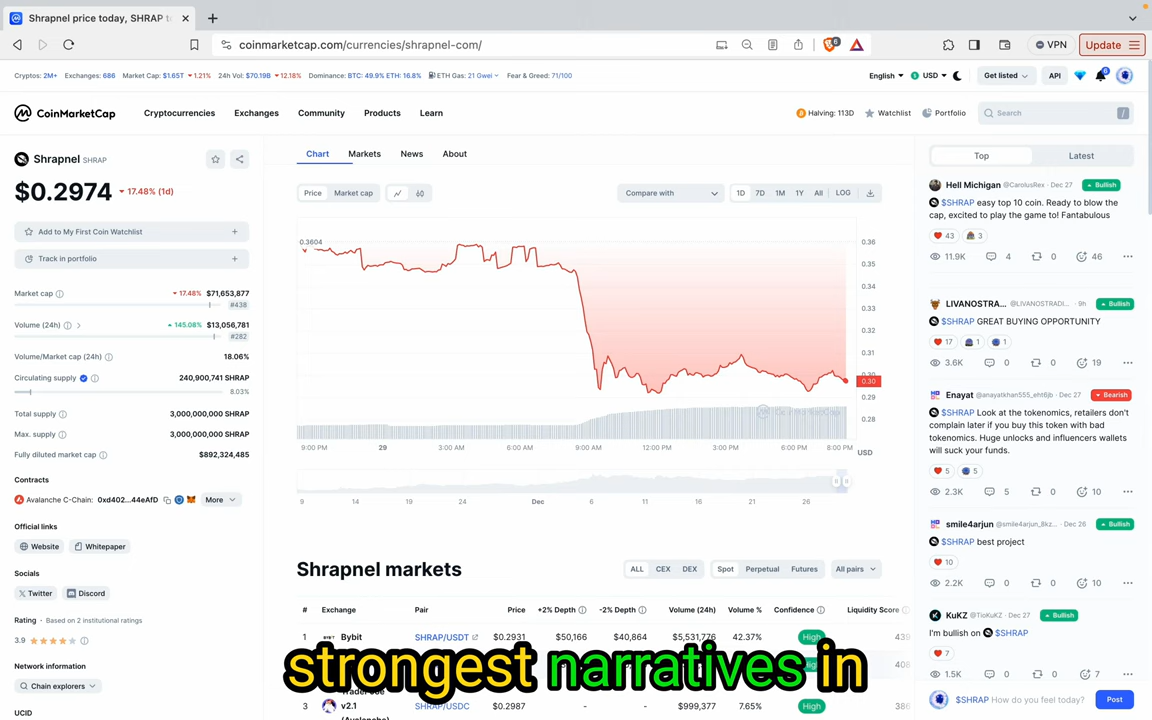 Shrapnel price today, SHRAP to
coinmarketcap.com/currencies/shrapnel-com/
6
VPN
Update
Cryptos: 2M+ Exchanges: 686 Market Cap: $1.65T 1.21% 24h Vol: $70.19B 12.18% Dominance: BTC: 49.9% ETH: 16.8% ETH Gas: 21 Gwei Fear & Greed: 71/100
English USD Get listed API
CoinMarketCap
Cryptocurrencies Exchanges Community Products Learn
Halving: 113D Watchlist Portfolio Search /
Shrapnel SHRAP
$0.2974 17.48% (1d)
Add to My First Coin Watchlist +
Track in portfolio +
Market cap 17.48% $71,653,877
#438
Volume (24h) 145.08% $13,056,781
#282
Volume/Market cap (24h) 18.06%
Circulating supply 240,900,741 SHRAP
8.03%
Total supply 3,000,000,000 SHRAP
Max. supply 3,000,000,000 SHRAP
Fully diluted market cap $892,324,485
Contracts
Avalanche C-Chain: 0xd402...44eAfD More
Official links
Website Whitepaper
Socials
Twitter Discord
Rating · Based on 2 institutional ratings
3.9
Network information
Chain explorers
UCID
Chart Markets News About
Price Market cap
Compare with
1D 7D 1M 1Y All LOG
0.3604
0.36
0.35
0.34
0.33
0.32
0.31
0.30
0.30
0.29
0.28
CoinMarketCap
9:00 PM 29 3:00 AM 6:00 AM 9:00 AM 12:00 PM 3:00 PM 6:00 PM 8:00 PM
USD
9 14 19 24 Dec 6 11 16 21 26
Shrapnel markets
ALL CEX DEX Spot Perpetual Futures All pairs
# Exchange Pair Price +2% Depth -2% Depth Volume (24h) Volume % Confidence Liquidity Score
1 Bybit SHRAP/USDT $0.2931 $50,166 $40,864 $5,531,776 42.37% High 439
408
3 v2.1 SHRAP/USDC $0.2987 - - $999,377 7.65% High 386
(Avalanche)
strongest narratives in
Top Latest
Hell Michigan @CarolusRex · Dec 27 Bullish
$SHRAP easy top 10 coin. Ready to blow the
cap, excited to play the game to! Fantabulous
43 3
11.9K 4 0 46
LIVANOSTRA... @LIVANOSTRADI... · 9h Bullish
$SHRAP GREAT BUYING OPPORTUNITY
17 1 1
3.6K 0 0 19
Enayat @anayatkhan555_eht6jb · Dec 27 Bearish
$SHRAP Look at the tokenomics, retailers don't
complain later if you buy this token with bad
tokenomics. Huge unlocks and influencers wallets
will suck your funds.
5 5
2.3K 5 0 10
smile4arjun @smile4arjun_8kz... · Dec 26 Bullish
$SHRAP best project
10
2.2K 0 0 10
KuKZ @TioKuKZ · Dec 27 Bullish
I'm bullish on $SHRAP
7
1.5K 0 0 7
$SHRAP How do you feel today? Post